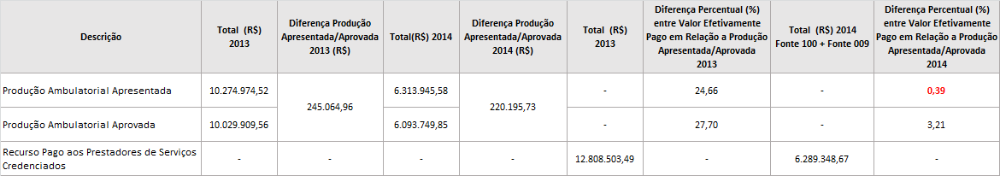 Descrição
Total (R$)
2013
Diferença Produção
Apresentada/Aprovada
2013 (R$)
Total(R$) 2014
Diferença Produção
Apresentada/Aprovada
2014 (R$)
Total (R$)
2013
Diferença Percentual (%)
entre Valor Efetivamente
Pago em Relação a Produção
Apresentada/Aprovada
2013
Total (R$) 2014
Fonte 100 + Fonte 009
Diferença Percentual (%)
entre Valor Efetivamente
Pago em Relação a Produção
Apresentada/Aprovada
2014
Produção Ambulatorial Apresentada
10.274.974,52
245.064,96
6.313.945,58
220.195,73
-
24,66
-
0,39
Produção Ambulatorial Aprovada
10.029.909,56
6.093.749,85
-
27,70
-
3,21
Recurso Pago aos Prestadores de Serviços
Credenciados
-
-
-
-
12.808.503,49
-
6.289.348,67
-